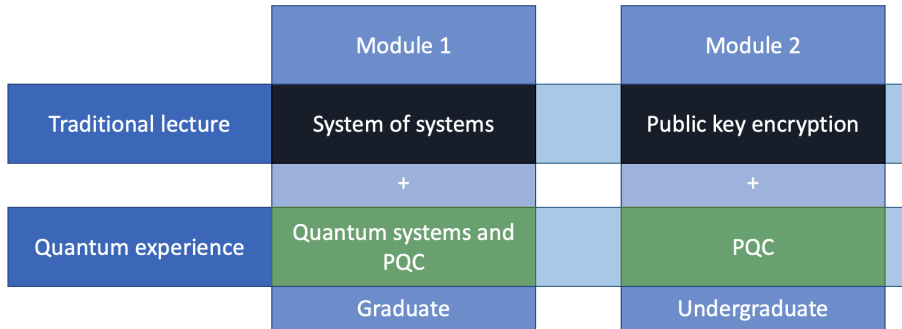 Module 1
Module 2
Traditional lecture
System of systems
Public key encryption
+
+
Quantum experience
Quantum systems and
PQC
PQC
Graduate
Undergraduate